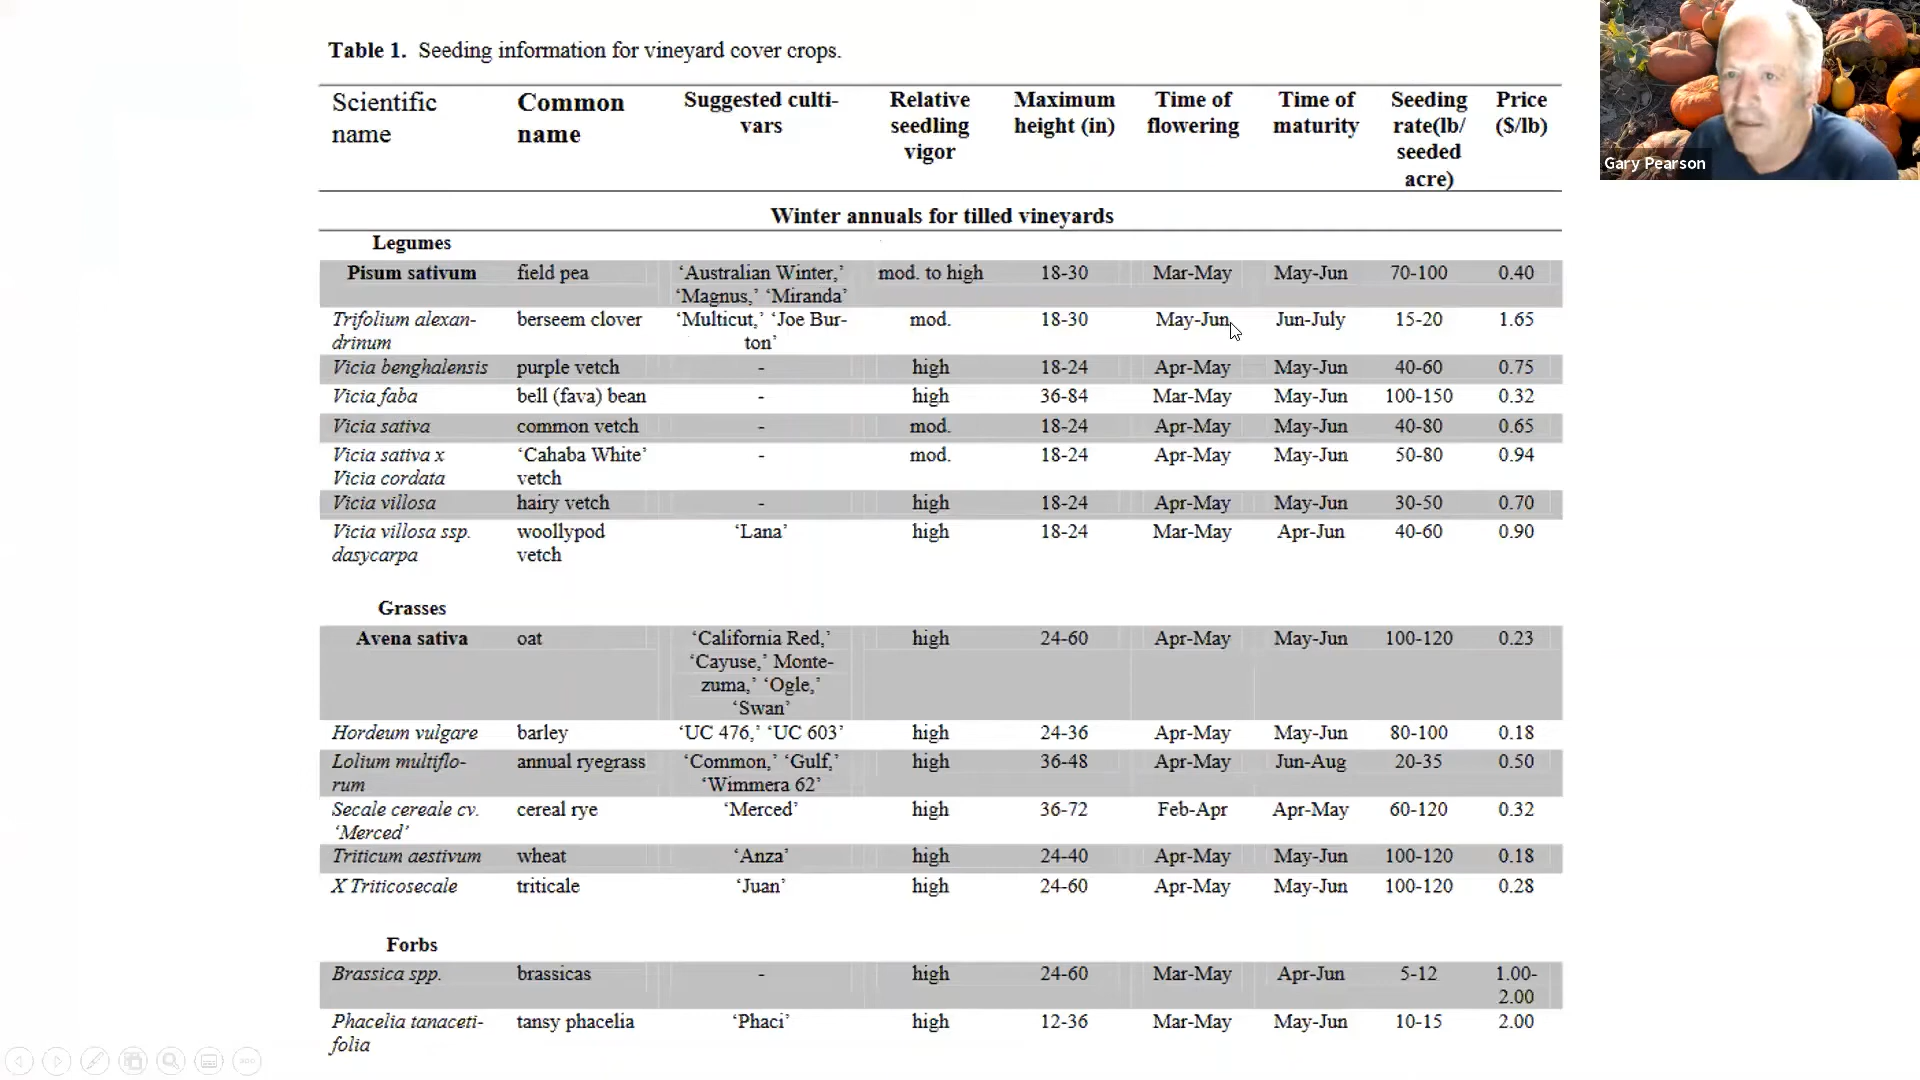 Table 1. Seeding information for vineyard cover crops.
Scientific name Common name Suggested culti-vars Relative seedling vigor Maximum height (in) Time of flowering Time of maturity Seeding rate(lb/ seeded acre) Price ($/lb)
Gary Pearson
Winter annuals for tilled vineyards
Legumes
Pisum sativum field pea ‘Australian Winter,’ ‘Magnus,’ ‘Miranda’ mod. to high 18-30 Mar-May May-Jun 70-100 0.40
Trifolium alexan-drinum berseem clover ‘Multicut,’ ‘Joe Bur-ton’ mod. 18-30 May-Jun Jun-July 15-20 1.65
Vicia benghalensis purple vetch - high 18-24 Apr-May May-Jun 40-60 0.75
Vicia faba bell (fava) bean - high 36-84 Mar-May May-Jun 100-150 0.32
Vicia sativa common vetch - mod. 18-24 Apr-May May-Jun 40-80 0.65
Vicia sativa x Vicia cordata ‘Cahaba White’ vetch - mod. 18-24 Apr-May May-Jun 50-80 0.94
Vicia villosa hairy vetch - high 18-24 Apr-May May-Jun 30-50 0.70
Vicia villosa ssp. dasycarpa woollypod vetch ‘Lana’ high 18-24 Mar-May Apr-Jun 40-60 0.90
Grasses
Avena sativa oat ‘California Red,’ ‘Cayuse,’ Monte-zuma,’ ‘Ogle,’ ‘Swan’ high 24-60 Apr-May May-Jun 100-120 0.23
Hordeum vulgare barley ‘UC 476,’ ‘UC 603’ high 24-36 Apr-May May-Jun 80-100 0.18
Lolium multiflo-rum annual ryegrass ‘Common,’ ‘Gulf,’ ‘Wimmera 62’ high 36-48 Apr-May Jun-Aug 20-35 0.50
Secale cereale cv. ‘Merced’ cereal rye ‘Merced’ high 36-72 Feb-Apr Apr-May 60-120 0.32
Triticum aestivum wheat ‘Anza’ high 24-40 Apr-May May-Jun 100-120 0.18
X Triticosecale triticale ‘Juan’ high 24-60 Apr-May May-Jun 100-120 0.28
Forbs
Brassica spp. brassicas - high 24-60 Mar-May Apr-Jun 5-12 1.00-2.00
Phacelia tanaceti-folia tansy phacelia ‘Phaci’ high 12-36 Mar-May May-Jun 10-15 2.00